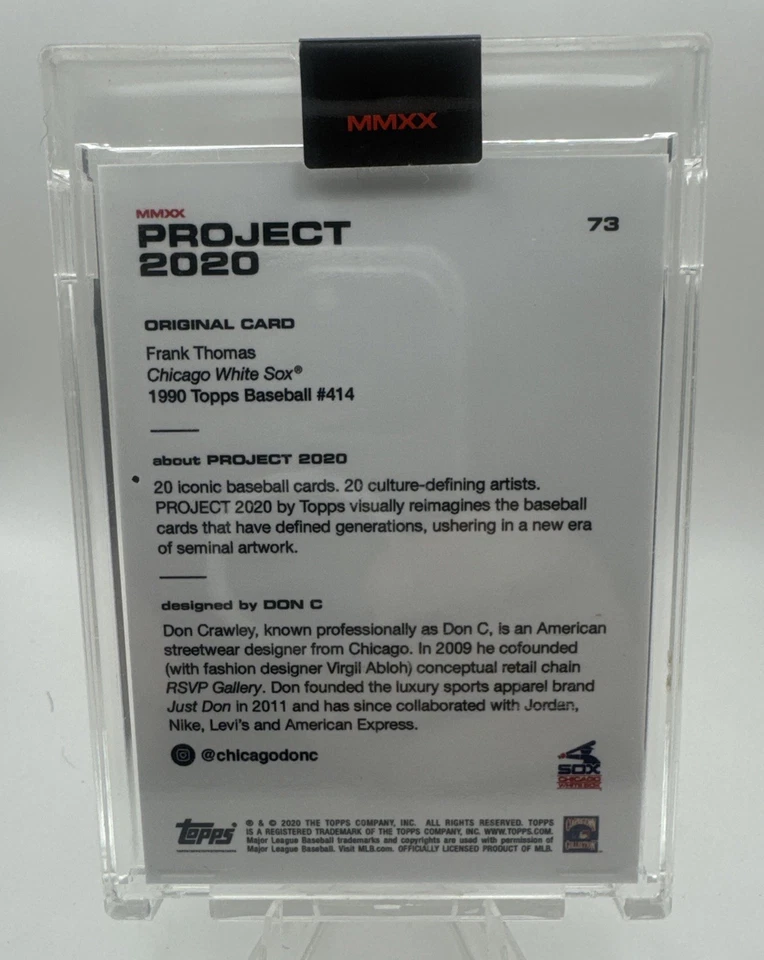 MMXX
MMXX
PROJECT
2020
73
ORIGINAL CARD
Frank Thomas
Chicago White Sox®
1990 Topps Baseball #414
about PROJECT 2020
20 iconic baseball cards. 20 culture-defining artists.
PROJECT 2020 by Topps visually reimagines the baseball
cards that have defined generations, ushering in a new era
of seminal artwork.
designed by DON C
Don Crawley, known professionally as Don C, is an American
streetwear designer from Chicago. In 2009 he cofounded
(with fashion designer Virgil Abloh) conceptual retail chain
RSVP Gallery. Don founded the luxury sports apparel brand
Just Don in 2011 and has since collaborated with Jordan,
Nike, Levi's and American Express.
@chicagodonc
SOX
CHICAGO
WHITE SOX
Topps
® & © 2020 THE TOPPS COMPANY, INC. ALL RIGHTS RESERVED. TOPPS
IS A REGISTERED TRADEMARK OF THE TOPPS COMPANY, INC. WWW.TOPPS.COM.
Major League Baseball trademarks and copyrights are used with permission of
Major League Baseball. Visit MLB.com. OFFICIALLY LICENSED PRODUCT OF MLB.